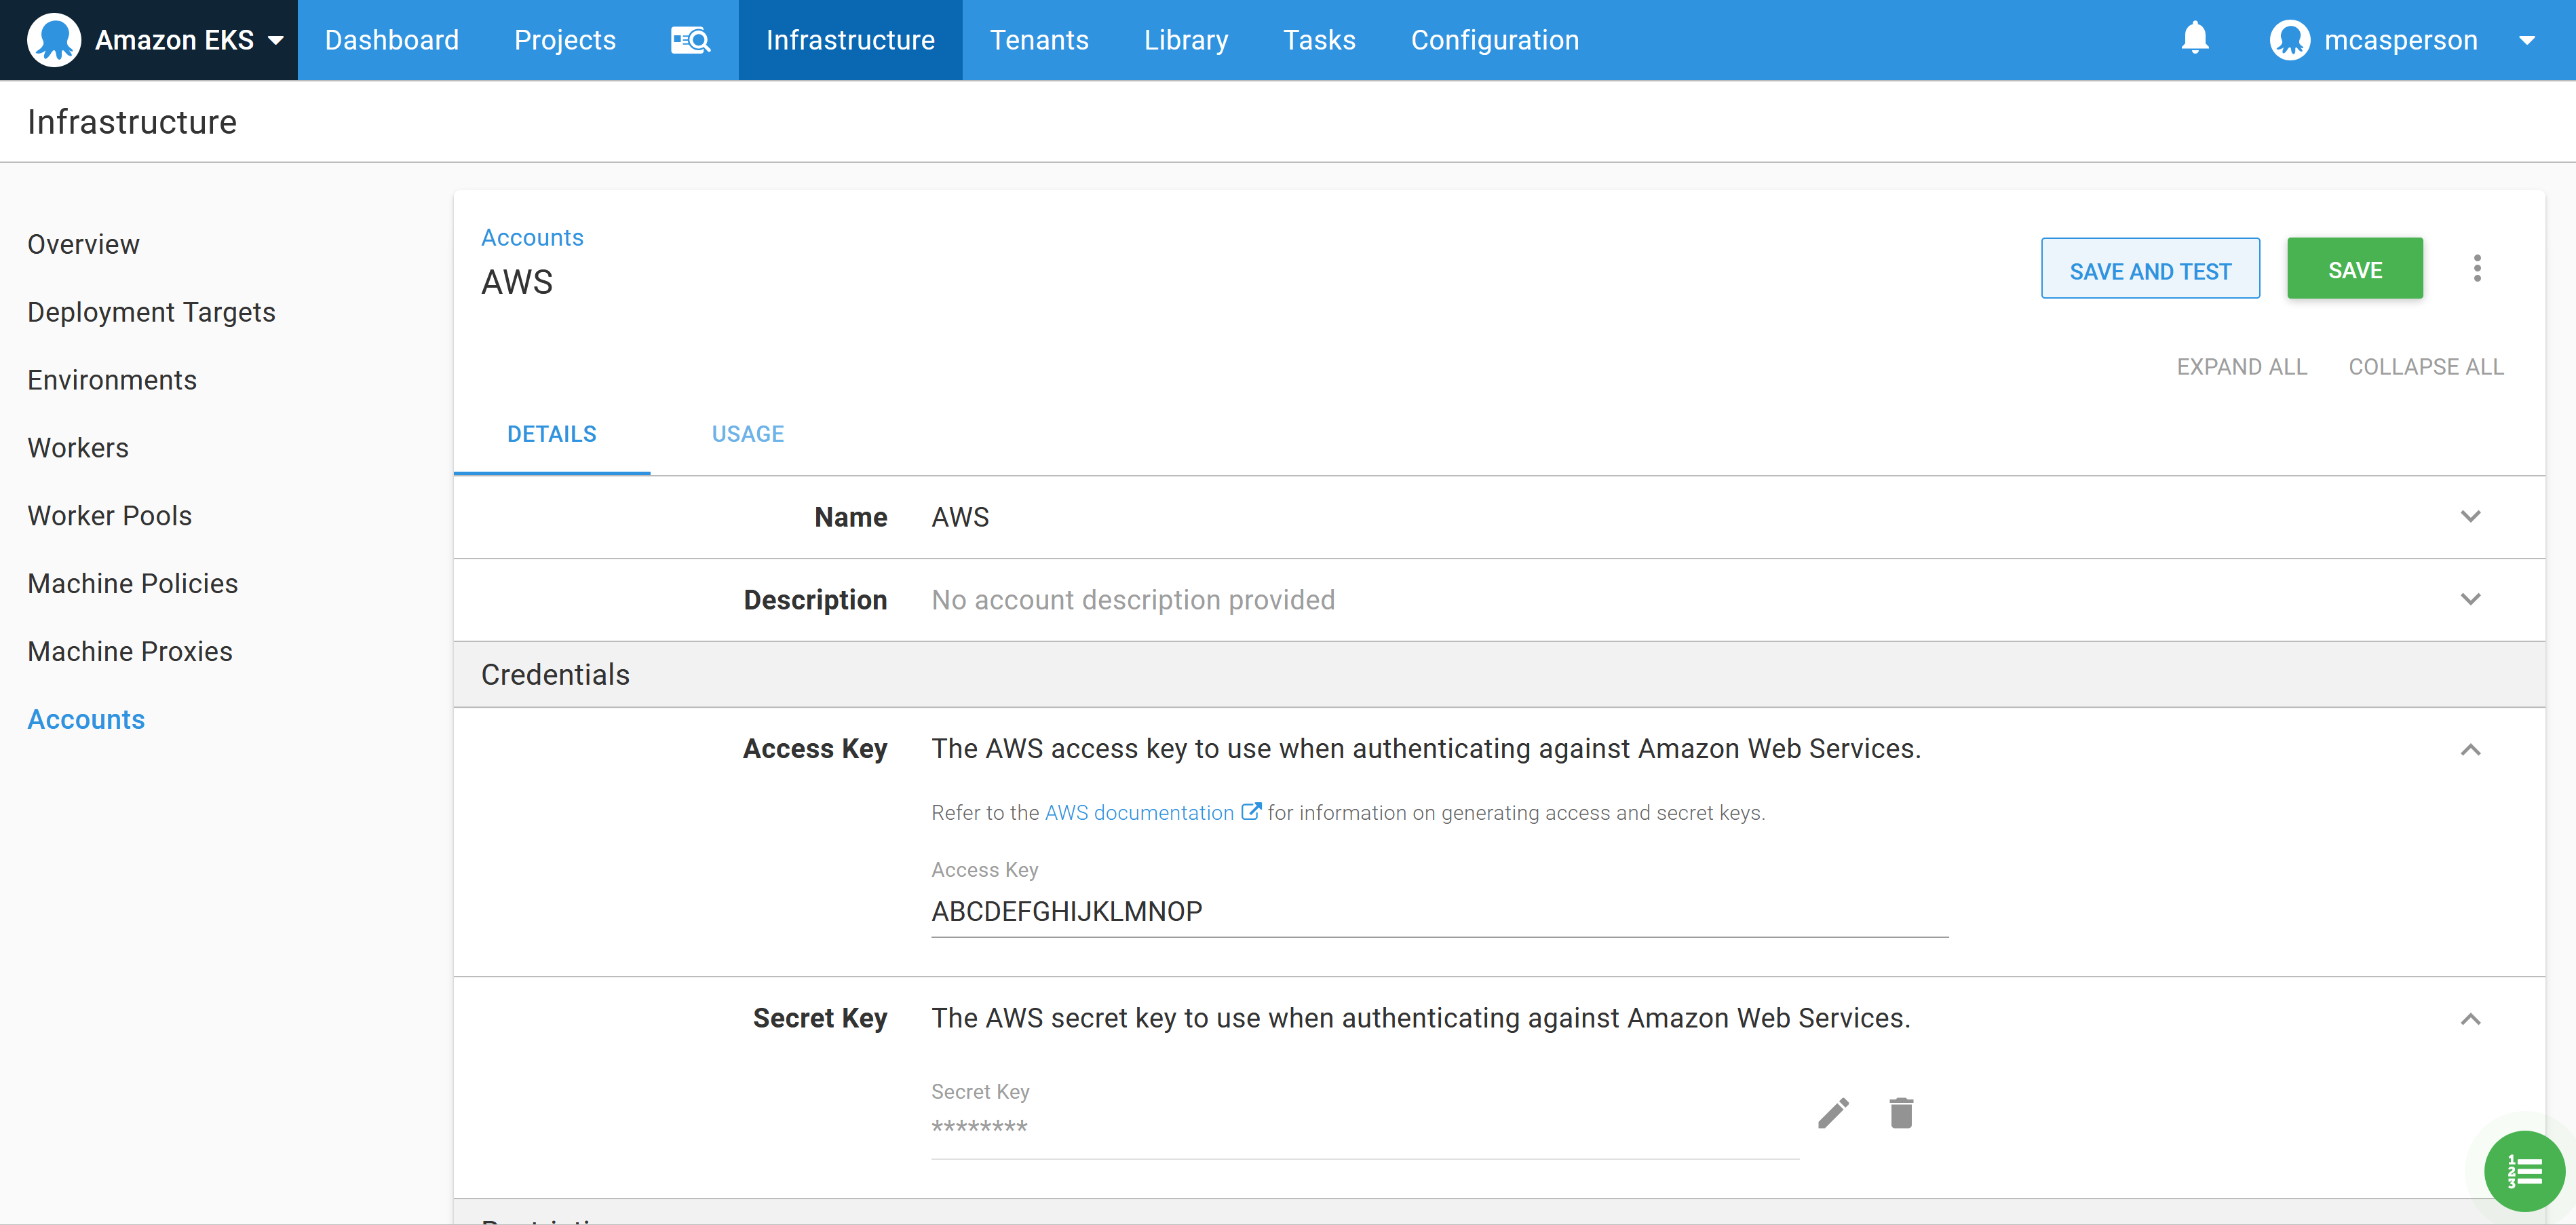 Amazon EKS
Dashboard
Projects
Infrastructure
Tenants
Library
Tasks
Configuration
mcasperson
Infrastructure
Overview
Deployment Targets
Environments
Workers
Worker Pools
Machine Policies
Machine Proxies
Accounts
Accounts
AWS
SAVE AND TEST
SAVE
EXPAND ALL
COLLAPSE ALL
DETAILS
USAGE
Name AWS
Description No account description provided
Credentials
Access Key The AWS access key to use when authenticating against Amazon Web Services.
Refer to the AWS documentation for information on generating access and secret keys.
Access Key
ABCDEFGHIJKLMNOP
Secret Key The AWS secret key to use when authenticating against Amazon Web Services.
Secret Key
********
1
2
3